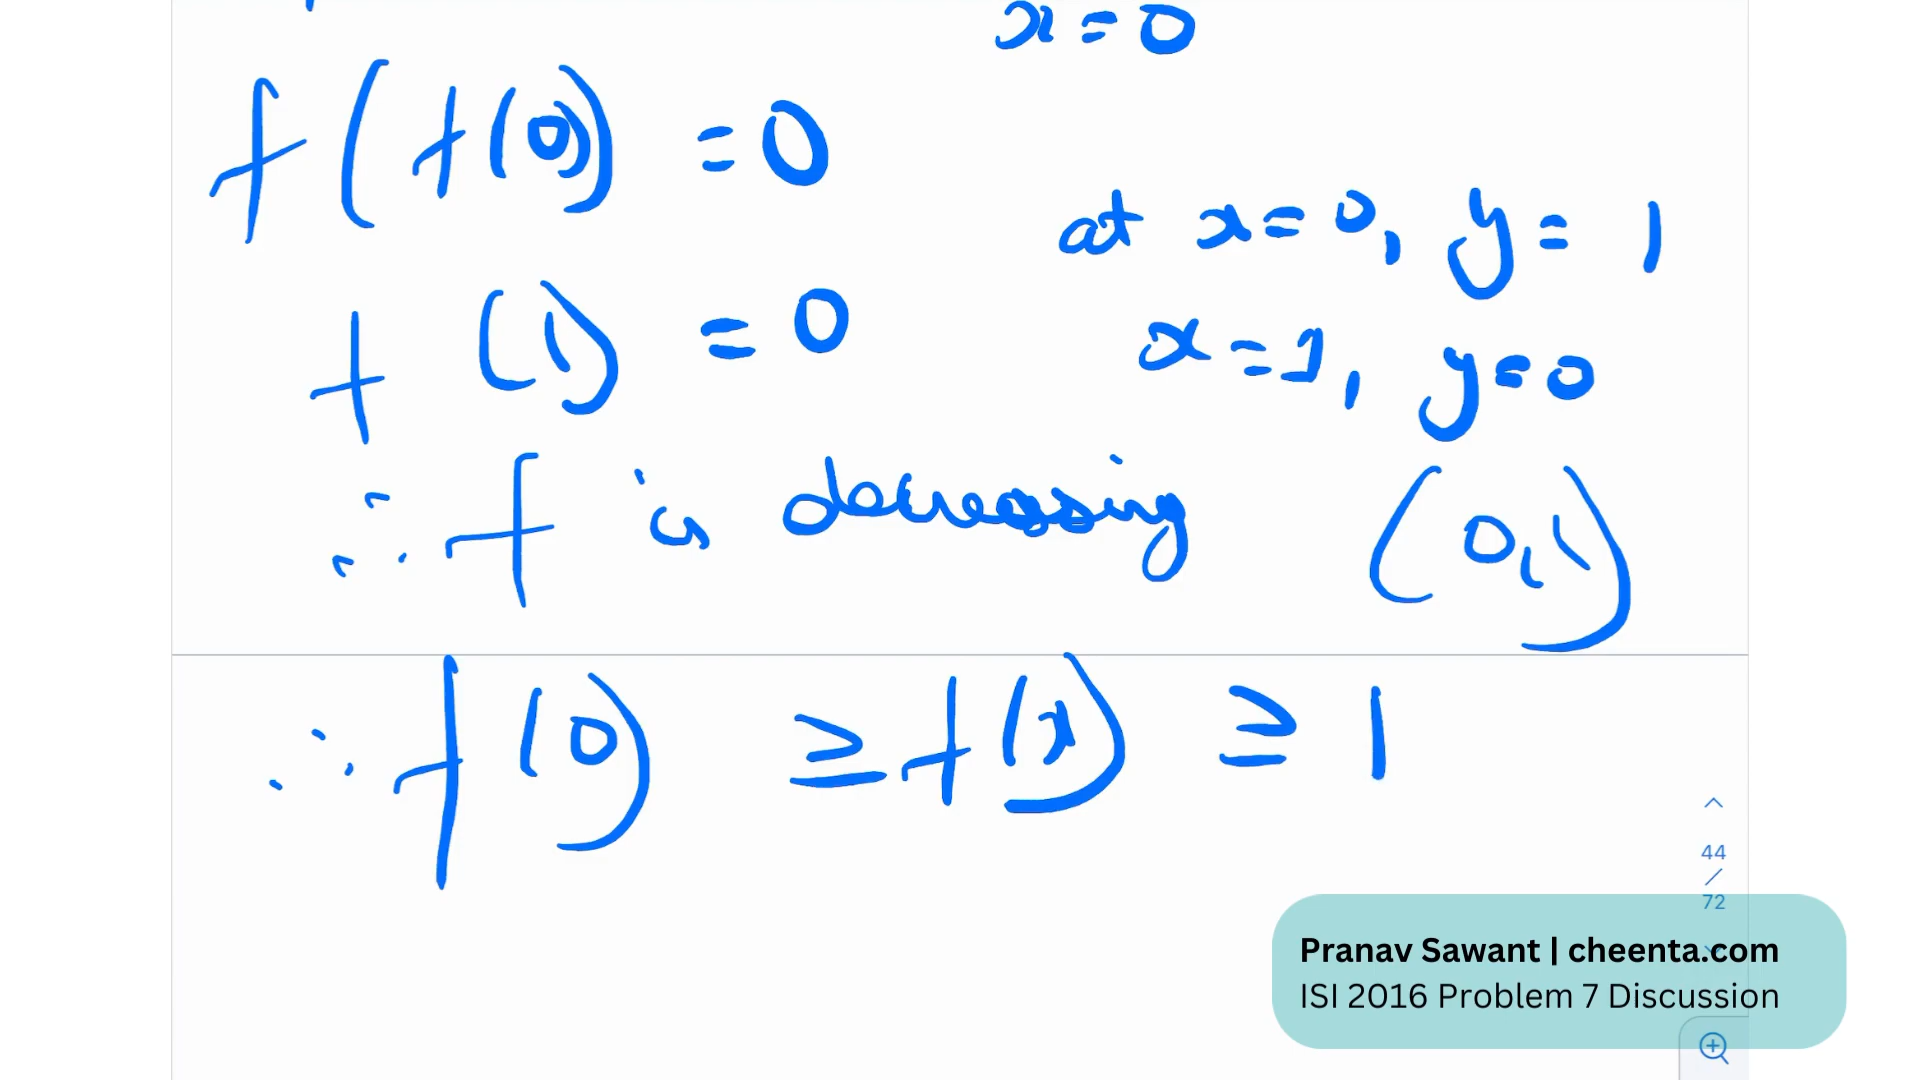 x=0
f(f(0)) =0
at x=0, y= 1
f (1) =0
x=1, y=0
∴ f is decreasing (0,1)
∴ f(0) ≥ f(x) ≥ 1
44
/
72
Pranav Sawant | cheenta.com
ISI 2016 Problem 7 Discussion